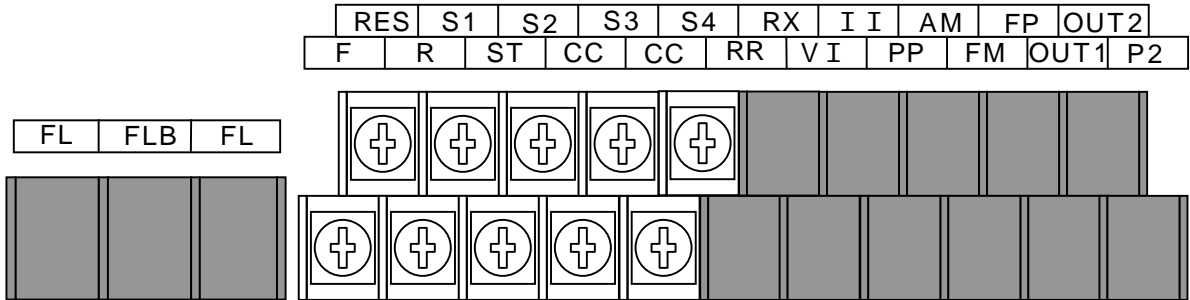 RES S1 S2 S3 S4 RX II AM FP OUT2
F R ST CC CC RR VI PP FM OUT1 P2
FL FLB FL